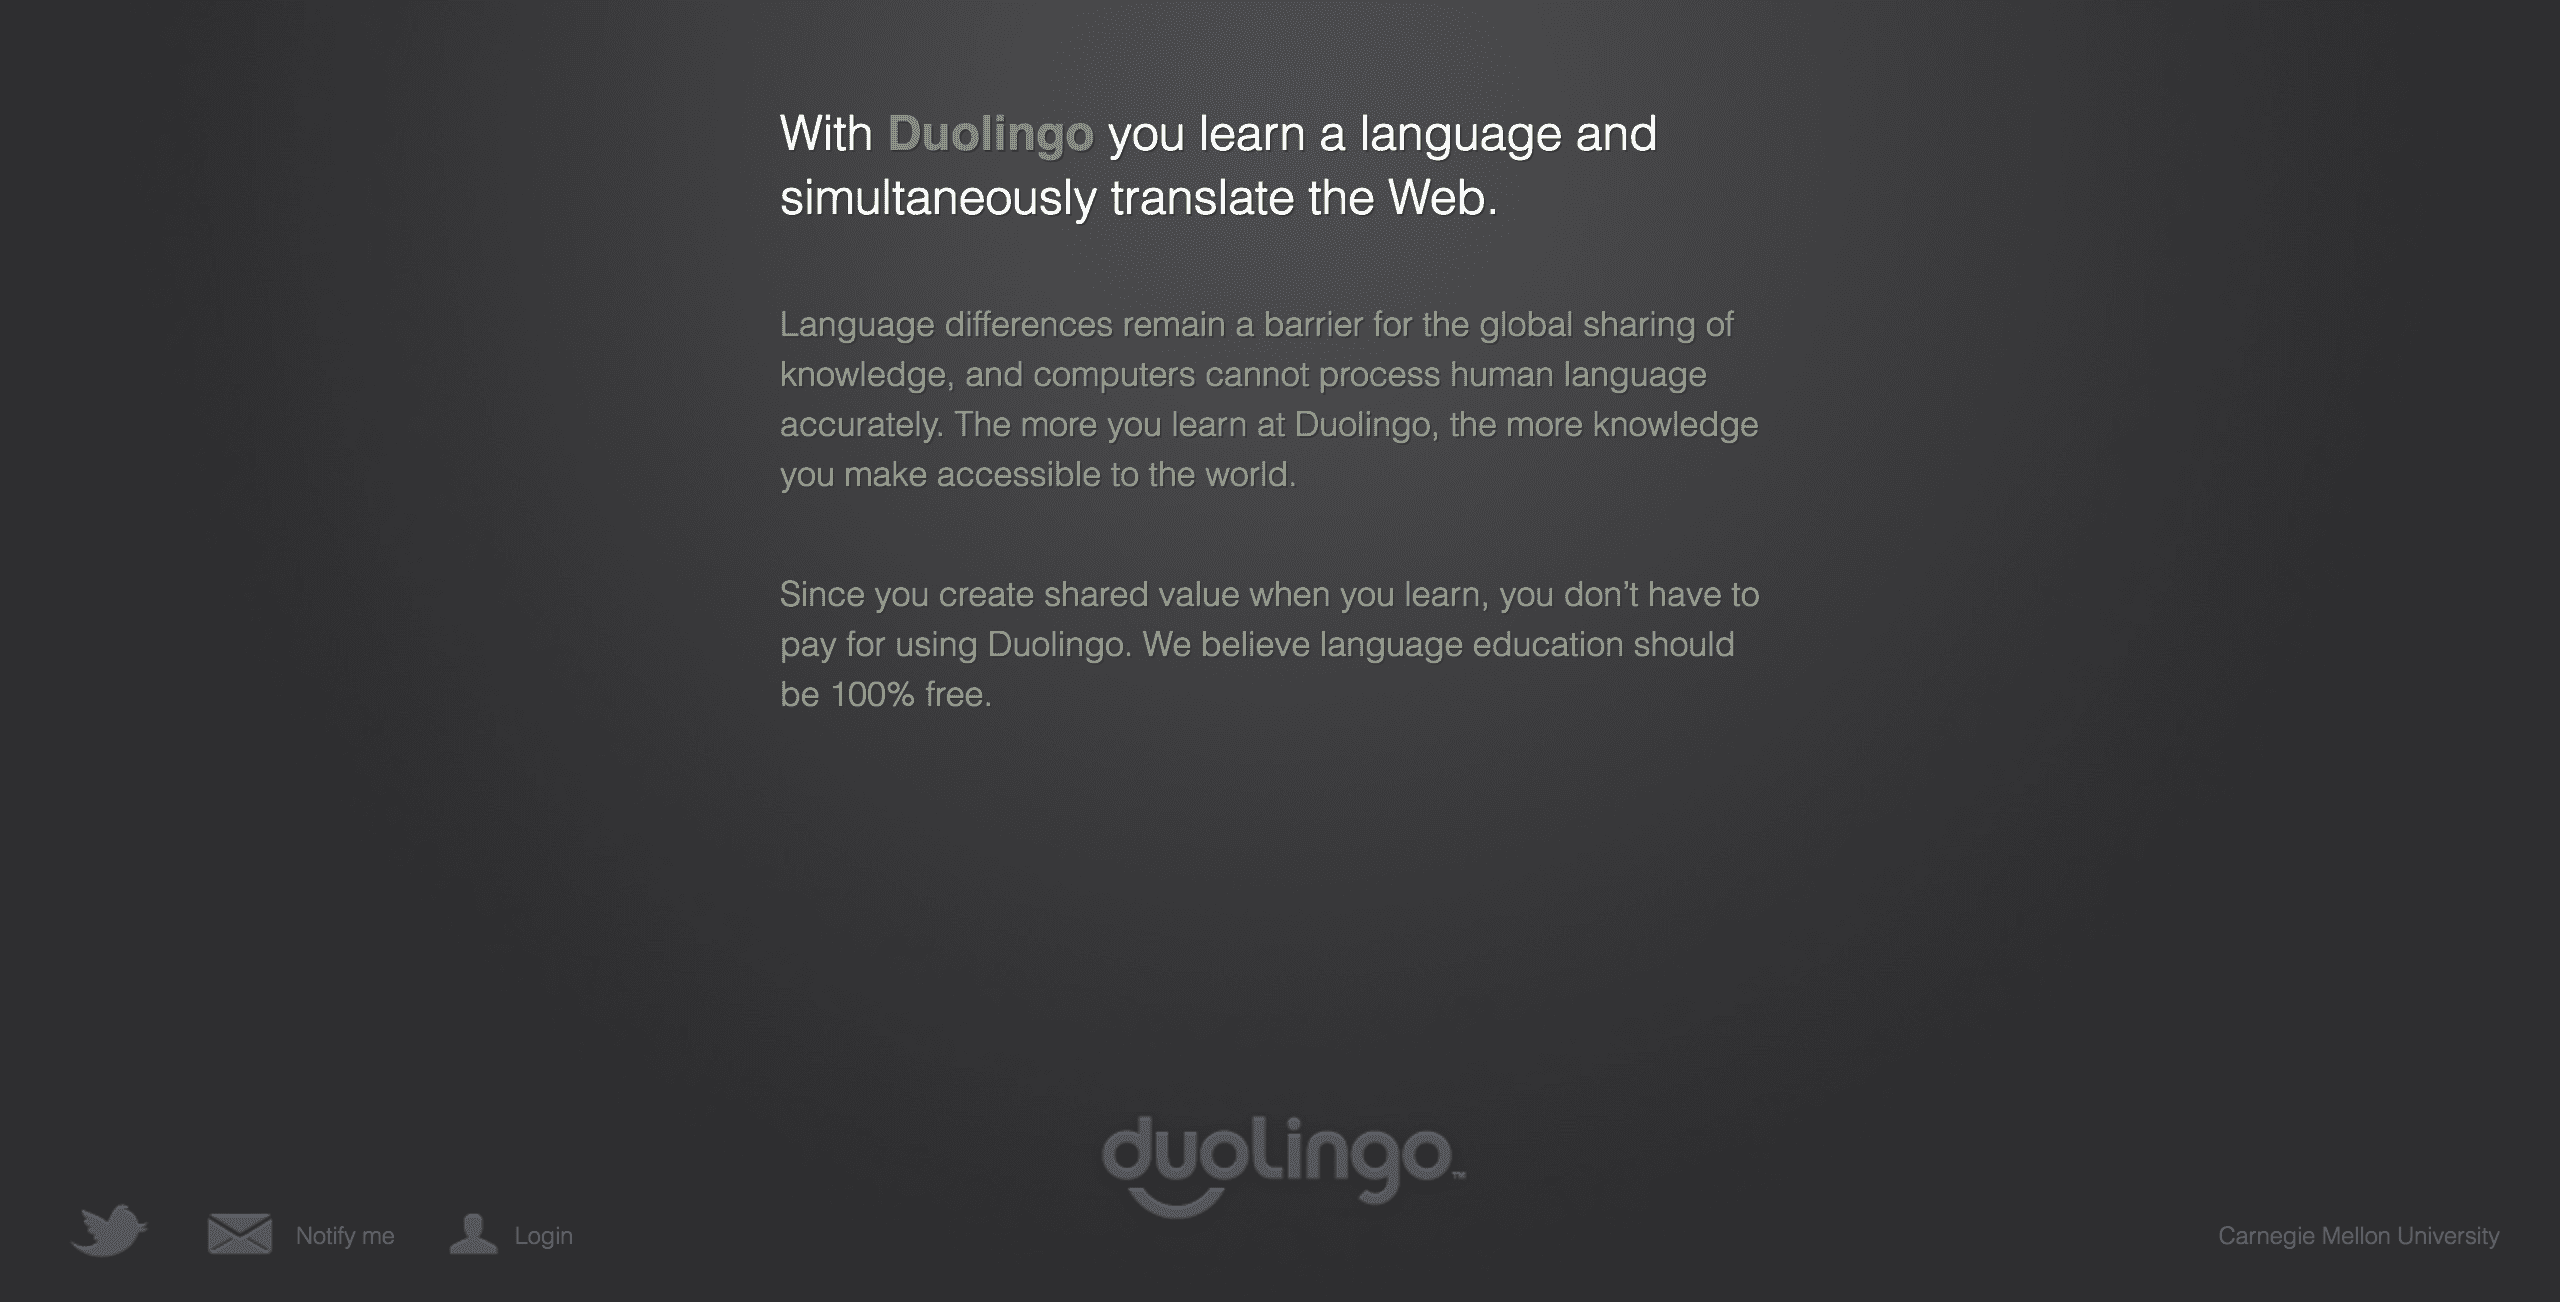 With Duolingo you learn a language and
simultaneously translate the Web.
Language differences remain a barrier for the global sharing of
knowledge, and computers cannot process human language
accurately. The more you learn at Duolingo, the more knowledge
you make accessible to the world.
Since you create shared value when you learn, you don’t have to
pay for using Duolingo. We believe language education should
be 100% free.
duoLingo™
Notify me
Login
Carnegie Mellon University